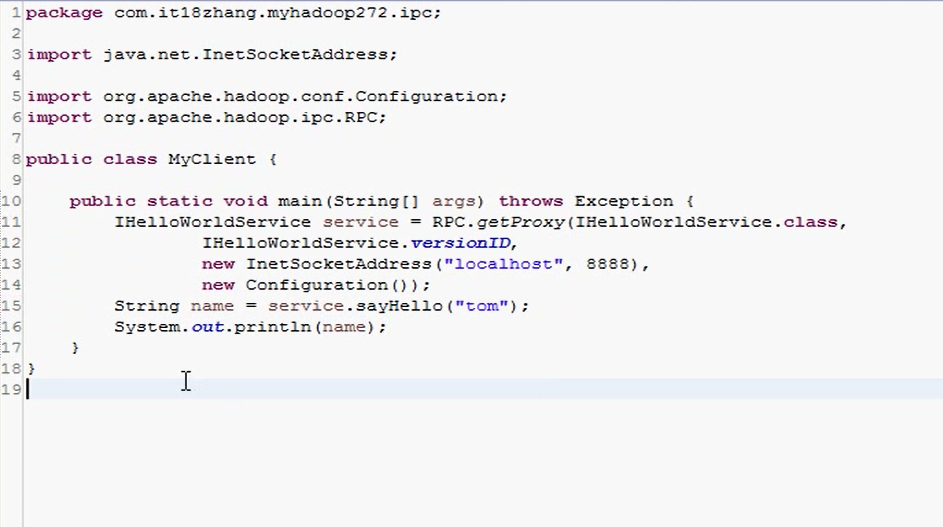 1 package com.it18zhang.myhadoop272.ipc;
2
3 import java.net.InetSocketAddress;
4
5 import org.apache.hadoop.conf.Configuration;
6 import org.apache.hadoop.ipc.RPC;
7
8 public class MyClient {
9
10     public static void main(String[] args) throws Exception {
11         IHelloWorldService service = RPC.getProxy(IHelloWorldService.class,
12                 IHelloWorldService.versionID,
13                 new InetSocketAddress("localhost", 8888),
14                 new Configuration());
15         String name = service.sayHello("tom");
16         System.out.println(name);
17     }
18 }
19